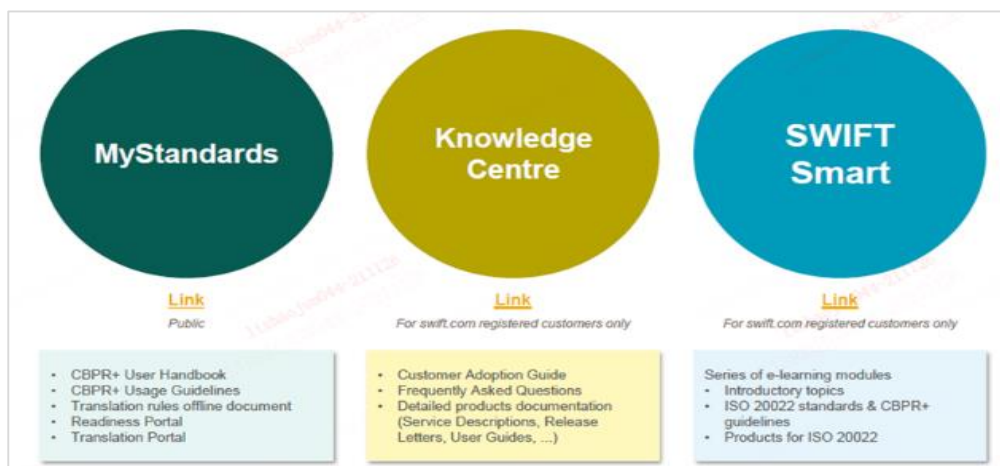 MyStandards
Knowledge
Centre
SWIFT
Smart
Link
Public
Link
For swift.com registered customers only
Link
For swift.com registered customers only
• CBPR+ User Handbook
• CBPR+ Usage Guidelines
• Translation rules offline document
• Readiness Portal
• Translation Portal
• Customer Adoption Guide
• Frequently Asked Questions
• Detailed products documentation
(Service Descriptions, Release
Letters, User Guides, ...)
Series of e-learning modules
• Introductory topics
• ISO 20022 standards & CBPR+
guidelines
• Products for ISO 20022